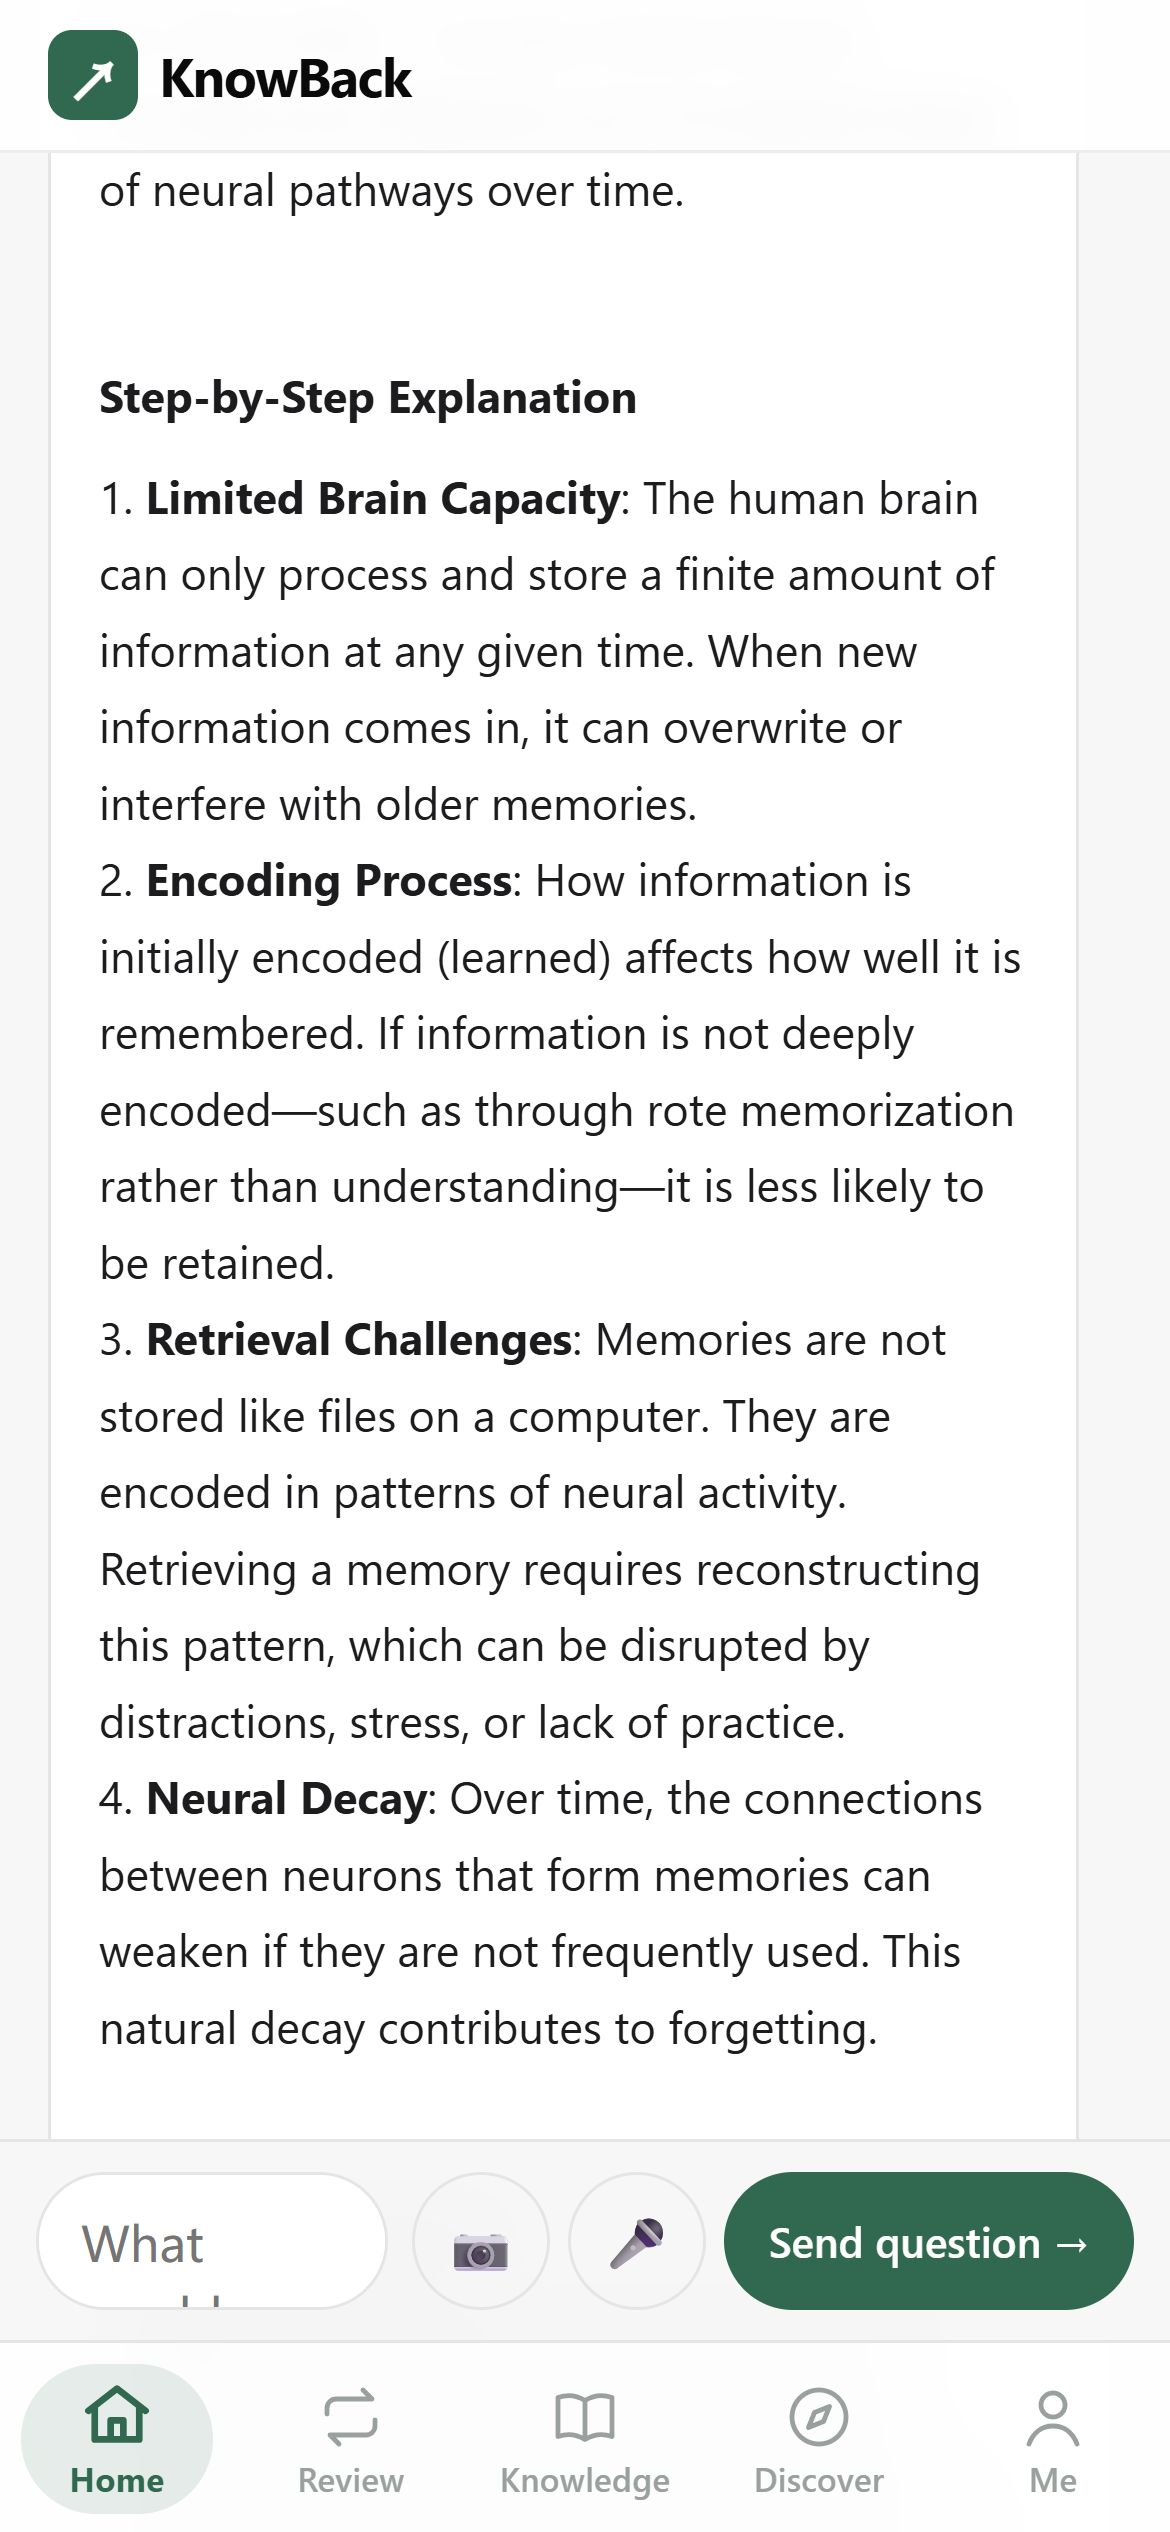 KnowBack
of neural pathways over time.
Step-by-Step Explanation
1. Limited Brain Capacity: The human brain
can only process and store a finite amount of
information at any given time. When new
information comes in, it can overwrite or
interfere with older memories.
2. Encoding Process: How information is
initially encoded (learned) affects how well it is
remembered. If information is not deeply
encoded—such as through rote memorization
rather than understanding—it is less likely to
be retained.
3. Retrieval Challenges: Memories are not
stored like files on a computer. They are
encoded in patterns of neural activity.
Retrieving a memory requires reconstructing
this pattern, which can be disrupted by
distractions, stress, or lack of practice.
4. Neural Decay: Over time, the connections
between neurons that form memories can
weaken if they are not frequently used. This
natural decay contributes to forgetting.
What
Send question →
Home
Review
Knowledge
Discover
Me